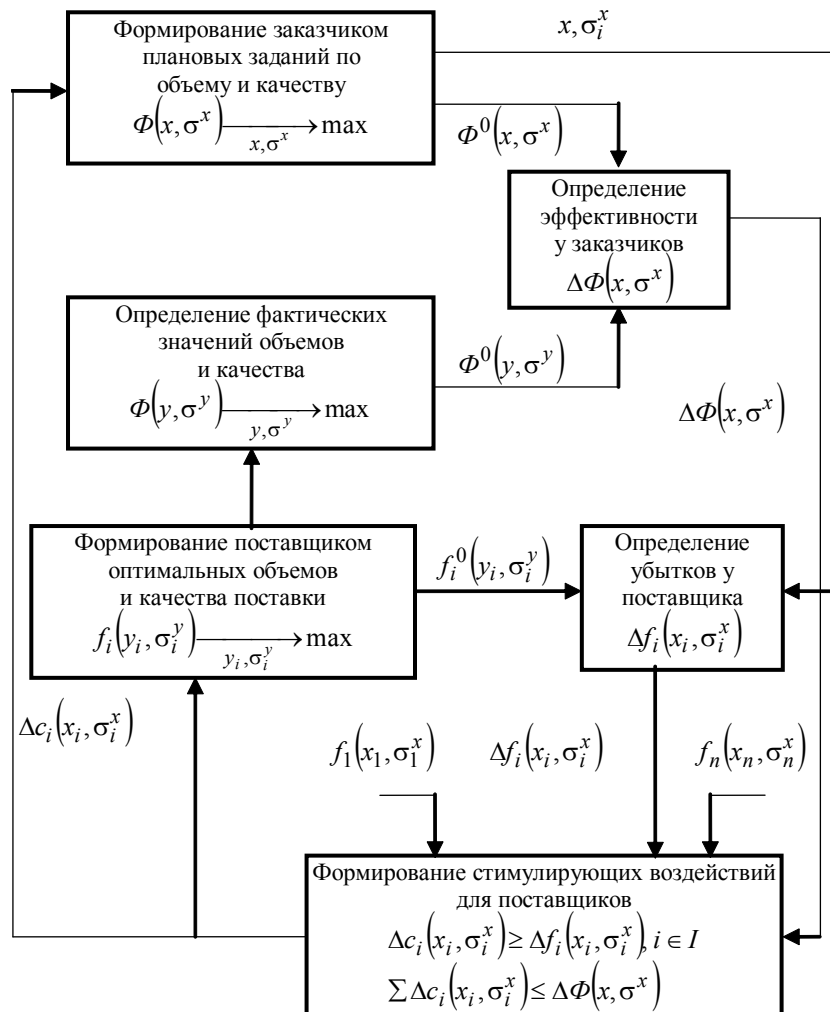 Формирование заказчиком
плановых заданий по
объему и качеству
Φ(x, σ^x) ⟶ max
x, σ^x
x, σ_i^x
Φ^0(x, σ^x)
Определение
эффективности
у заказчиков
ΔΦ(x, σ^x)
Определение фактических
значений объемов
и качества
Φ(y, σ^y) ⟶ max
y, σ^y
Φ^0(y, σ^y)
ΔΦ(x, σ^x)
Формирование поставщиком
оптимальных объемов
и качества поставки
f_i(y_i, σ_i^y) ⟶ max
y_i, σ_i^y
f_i^0(y_i, σ_i^y)
Определение
убытков у
поставщика
Δf_i(x_i, σ_i^x)
Δc_i(x_i, σ_i^x)
f_1(x_1, σ_1^x)
Δf_i(x_i, σ_i^x)
f_n(x_n, σ_n^x)
Формирование стимулирующих воздействий
для поставщиков
Δc_i(x_i, σ_i^x) ≥ Δf_i(x_i, σ_i^x), i ∈ I
∑ Δc_i(x_i, σ_i^x) ≤ ΔΦ(x, σ^x)